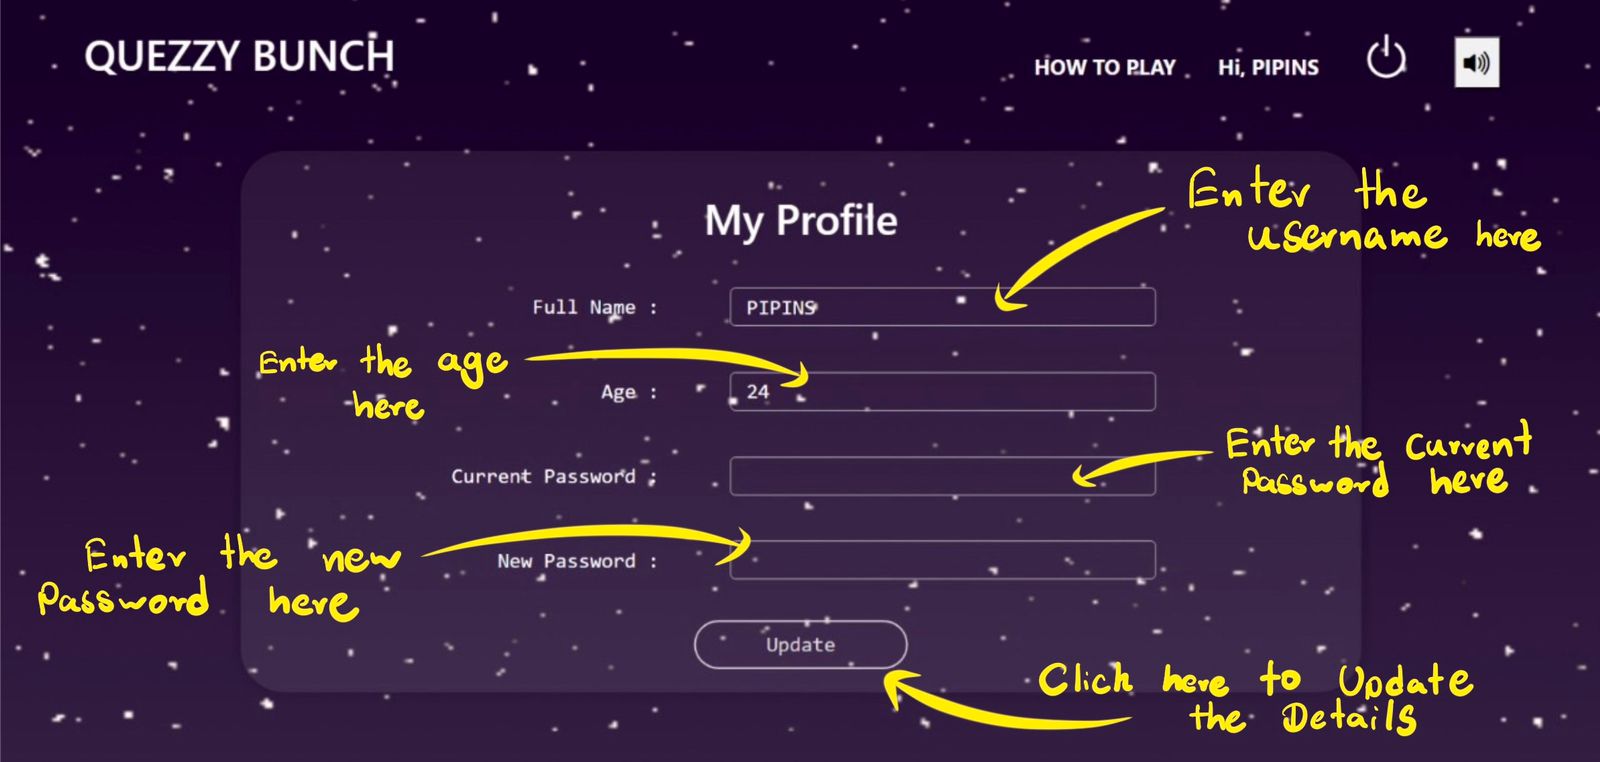 QUEZZY BUNCH
HOW TO PLAY
Hi, PIPINS
My Profile
Enter the
username here
Full Name :
PIPINS
Enter the age
here
Age :
24
Current Password :
Enter the Current
Password here
Enter the new
Password here
New Password :
Update
Click here to Update
the Details